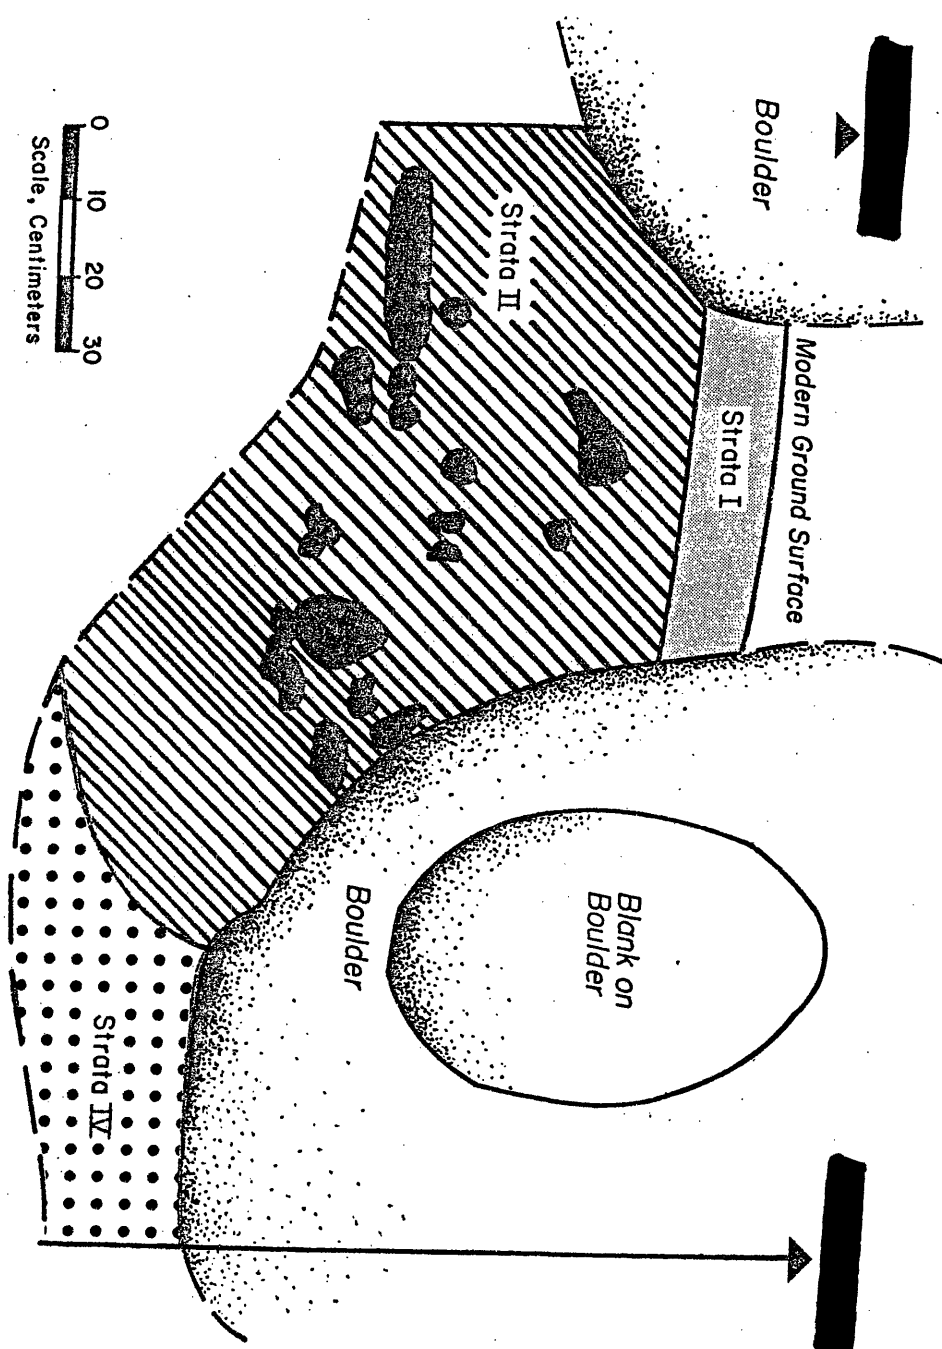 Boulder
Modern Ground Surface
Strata I
Strata II
Blank on
Boulder
Boulder
Strata IV
0 10 20 30
Scale, Centimeters